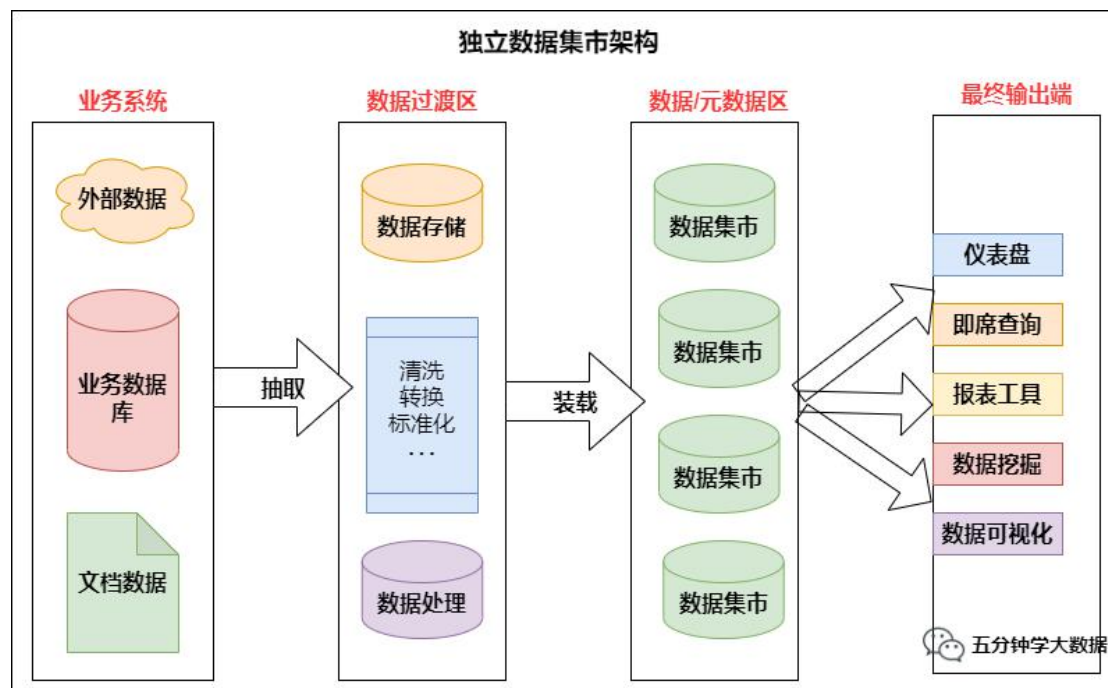 独立数据集市架构
业务系统
外部数据
业务数据
库
文档数据
抽取
数据过渡区
数据存储
清洗
转换
标准化
...
数据处理
装载
数据/元数据区
数据集市
数据集市
数据集市
数据集市
最终输出端
仪表盘
即席查询
报表工具
数据挖掘
数据可视化
五分钟学大数据